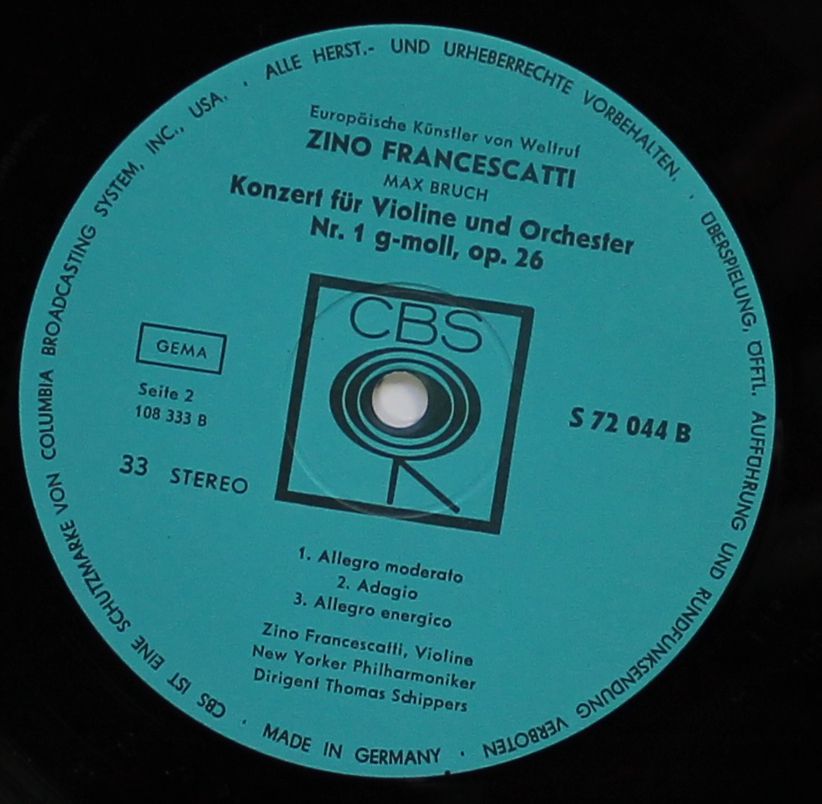 ALLE HERST.- UND URHEBERRECHTE VORBEHALTEN. · ÜBERSPIELUNG, ÖFFTL. AUFFÜHRUNG UND RUNDFUNKSENDUNG VERBOTEN · MADE IN GERMANY · CBS IST EINE SCHUTZMARKE VON COLUMBIA BROADCASTING SYSTEM, INC., USA. ·
Europäische Künstler von Weltruf
ZINO FRANCESCATTI
MAX BRUCH
Konzert für Violine und Orchester
Nr. 1 g-moll, op. 26
CBS
GEMA
Seite 2
108 333 B
33 STEREO
S 72 044 B
1. Allegro moderato
2. Adagio
3. Allegro energico
Zino Francescatti, Violine
New Yorker Philharmoniker
Dirigent Thomas Schippers